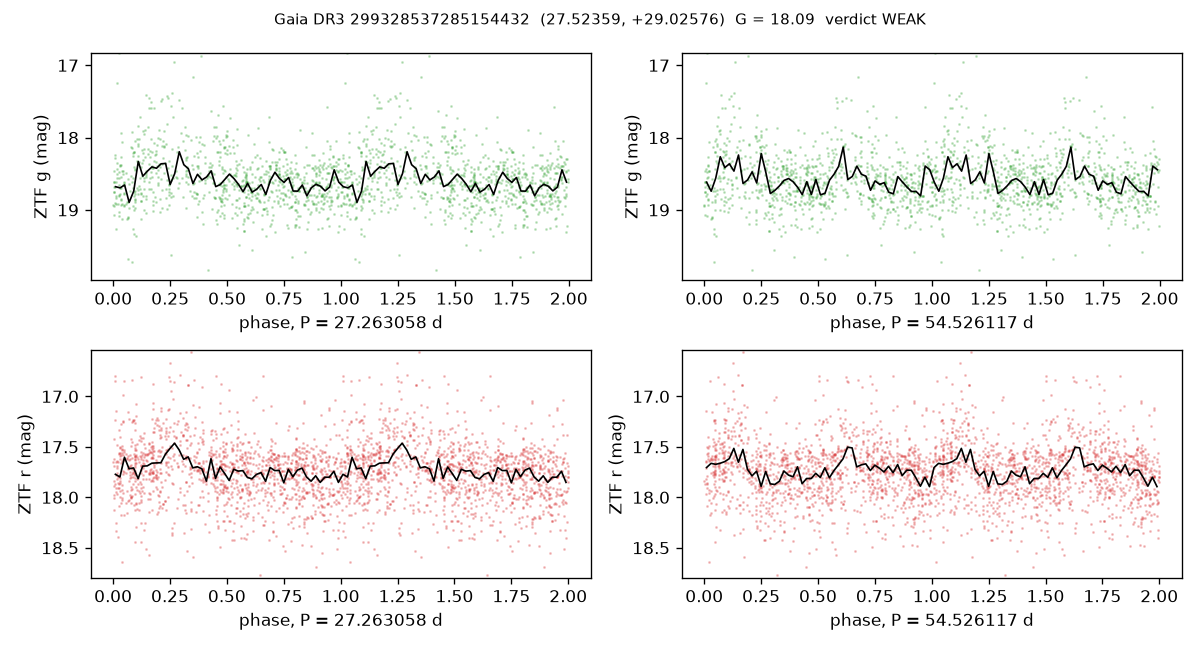 Gaia DR3 299328537285154432 (27.52359, +29.02576) G = 18.09 verdict WEAK
ZTF g (mag)
17
18
19
0.00 0.25 0.50 0.75 1.00 1.25 1.50 1.75 2.00
phase, P = 27.263058 d
ZTF g (mag)
17
18
19
0.00 0.25 0.50 0.75 1.00 1.25 1.50 1.75 2.00
phase, P = 54.526117 d
ZTF r (mag)
17.0
17.5
18.0
18.5
0.00 0.25 0.50 0.75 1.00 1.25 1.50 1.75 2.00
phase, P = 27.263058 d
ZTF r (mag)
17.0
17.5
18.0
18.5
0.00 0.25 0.50 0.75 1.00 1.25 1.50 1.75 2.00
phase, P = 54.526117 d